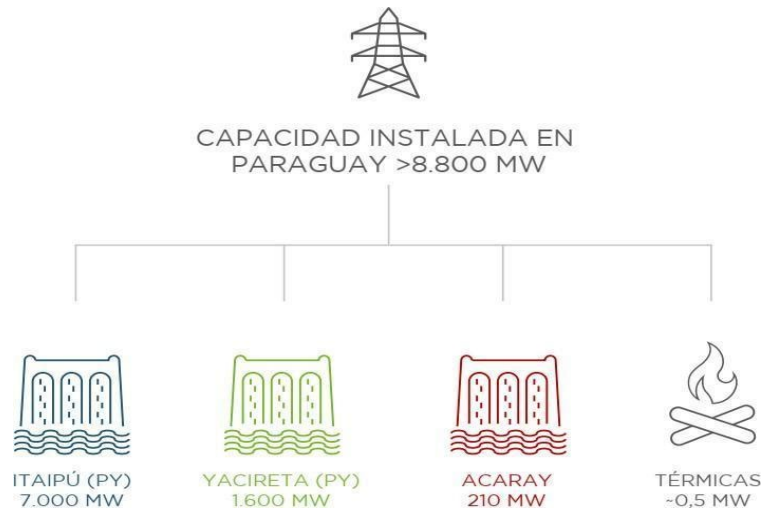 CAPACIDAD INSTALADA EN
PARAGUAY >8.800 MW
ITAIPÚ (PY)
7.000 MW
YACIRETA (PY)
1.600 MW
ACARAY
210 MW
TÉRMICAS
~0,5 MW